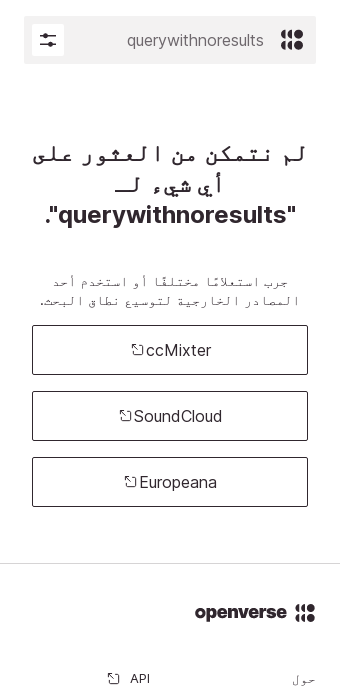 querywithnoresults
لم نتمكن من العثور على
أي شيء لـ
"querywithnoresults".
جرب استعلامًا مختلفًا أو استخدم أحد
المصادر الخارجية لتوسيع نطاق البحث.
ccMixter
SoundCloud
Europeana
openverse
حول
API